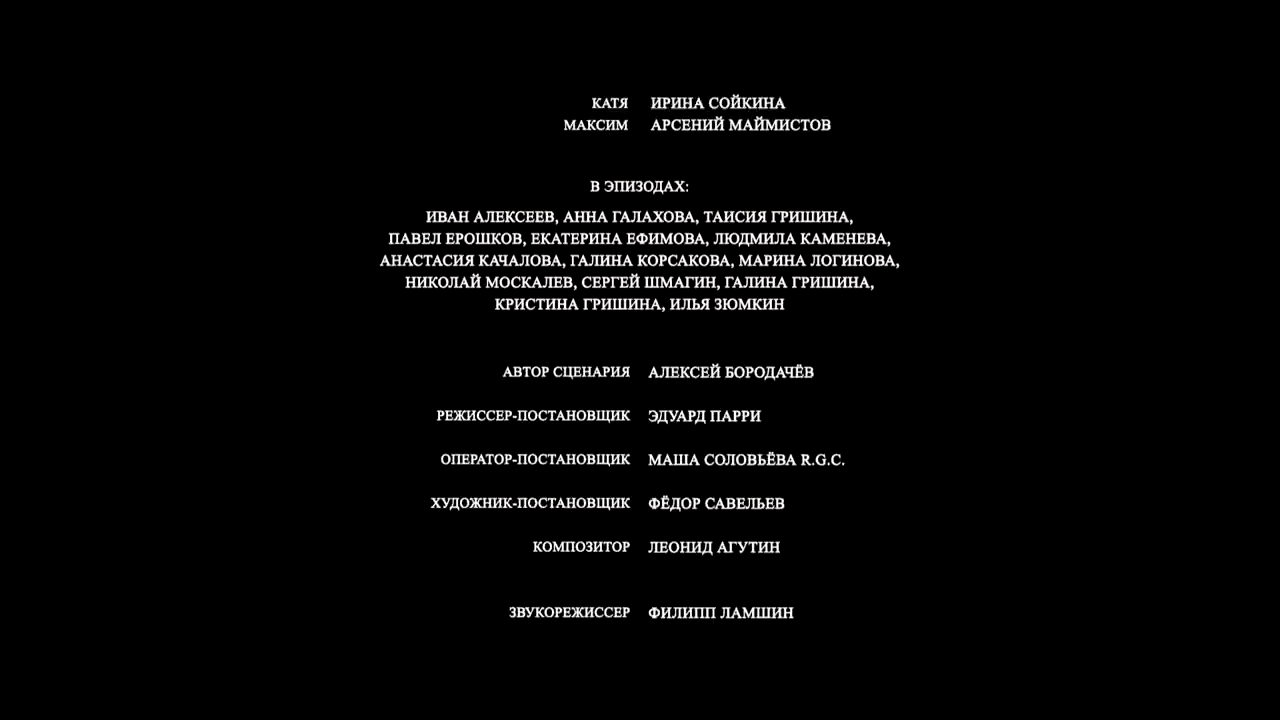 КАТЯ ИРИНА СОЙКИНА
МАКСИМ АРСЕНИЙ МАЙМИСТОВ
В ЭПИЗОДАХ:
ИВАН АЛЕКСЕЕВ, АННА ГАЛАХОВА, ТАИСИЯ ГРИШИНА,
ПАВЕЛ ЕРОШКОВ, ЕКАТЕРИНА ЕФИМОВА, ЛЮДМИЛА КАМЕНЕВА,
АНАСТАСИЯ КАЧАЛОВА, ГАЛИНА КОРСАКОВА, МАРИНА ЛОГИНОВА,
НИКОЛАЙ МОСКАЛЕВ, СЕРГЕЙ ШМАГИН, ГАЛИНА ГРИШИНА,
КРИСТИНА ГРИШИНА, ИЛЬЯ ЗЮМКИН
АВТОР СЦЕНАРИЯ АЛЕКСЕЙ БОРОДАЧЁВ
РЕЖИССЕР-ПОСТАНОВЩИК ЭДУАРД ПАРРИ
ОПЕРАТОР-ПОСТАНОВЩИК МАША СОЛОВЬЁВА R.G.C.
ХУДОЖНИК-ПОСТАНОВЩИК ФЁДОР САВЕЛЬЕВ
КОМПОЗИТОР ЛЕОНИД АГУТИН
ЗВУКОРЕЖИССЕР ФИЛИПП ЛАМШИН